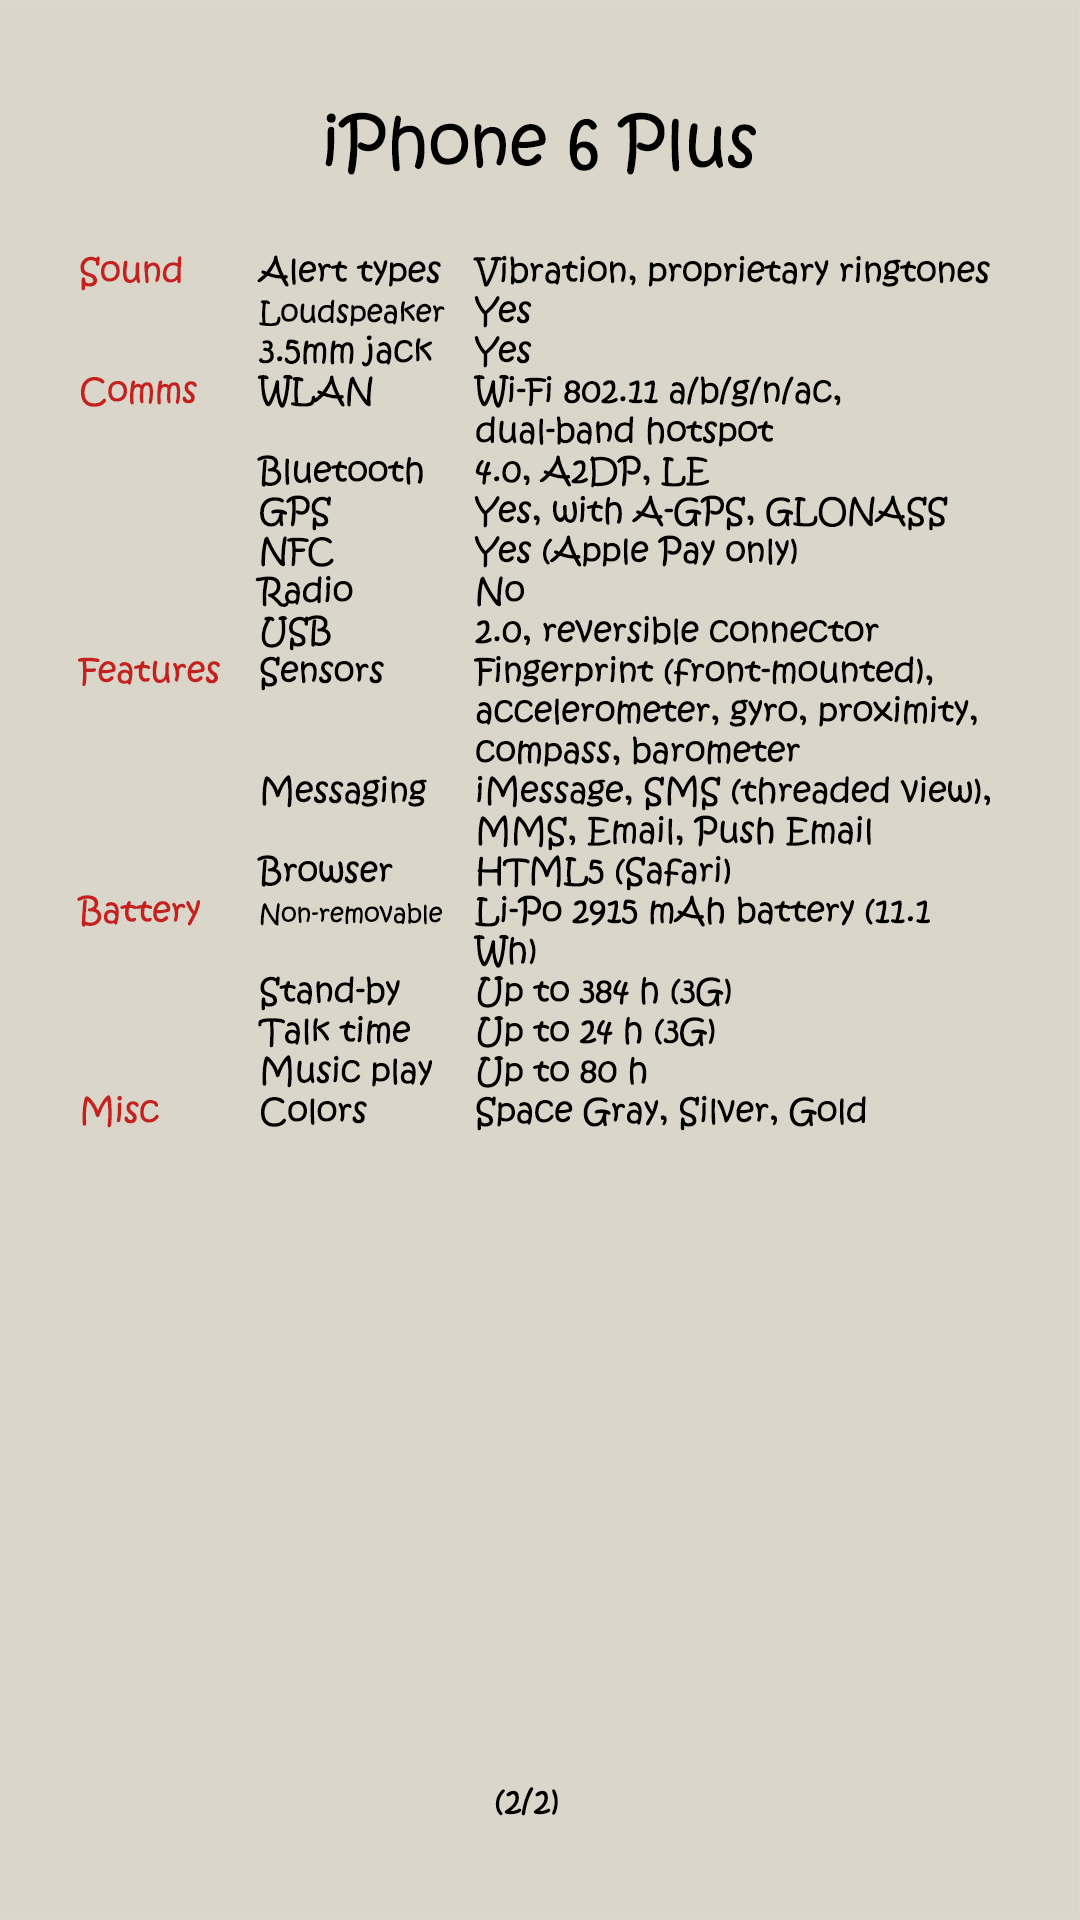 iPhone 6 Plus
Sound Alert types Vibration, proprietary ringtones
Loudspeaker Yes
3.5mm jack Yes
Comms WLAN Wi-Fi 802.11 a/b/g/n/ac,
dual-band hotspot
Bluetooth 4.0, A2DP, LE
GPS Yes, with A-GPS, GLONASS
NFC Yes (Apple Pay only)
Radio No
USB 2.0, reversible connector
Features Sensors Fingerprint (front-mounted),
accelerometer, gyro, proximity,
compass, barometer
Messaging iMessage, SMS (threaded view),
MMS, Email, Push Email
Browser HTML5 (Safari)
Battery Non-removable Li-Po 2915 mAh battery (11.1
Wh)
Stand-by Up to 384 h (3G)
Talk time Up to 24 h (3G)
Music play Up to 80 h
Misc Colors Space Gray, Silver, Gold
(2/2)